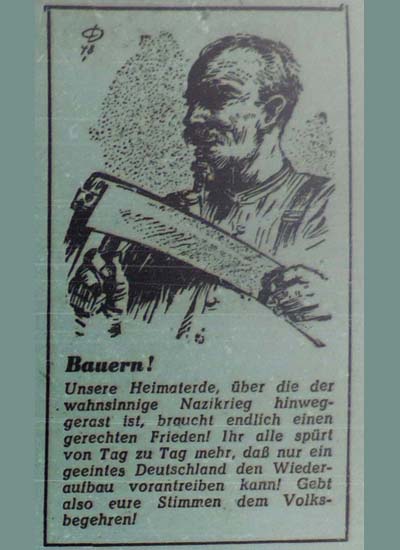 48
Bauern!
Unsere Heimaterde, über die der
wahnsinnige Nazikrieg hinweg-
gerast ist, braucht endlich einen
gerechten Frieden! Ihr alle spürt
von Tag zu Tag mehr, daß nur ein
geeintes Deutschland den Wieder-
aufbau vorantreiben kann! Gebt
also eure Stimmen dem Volks-
begehren!